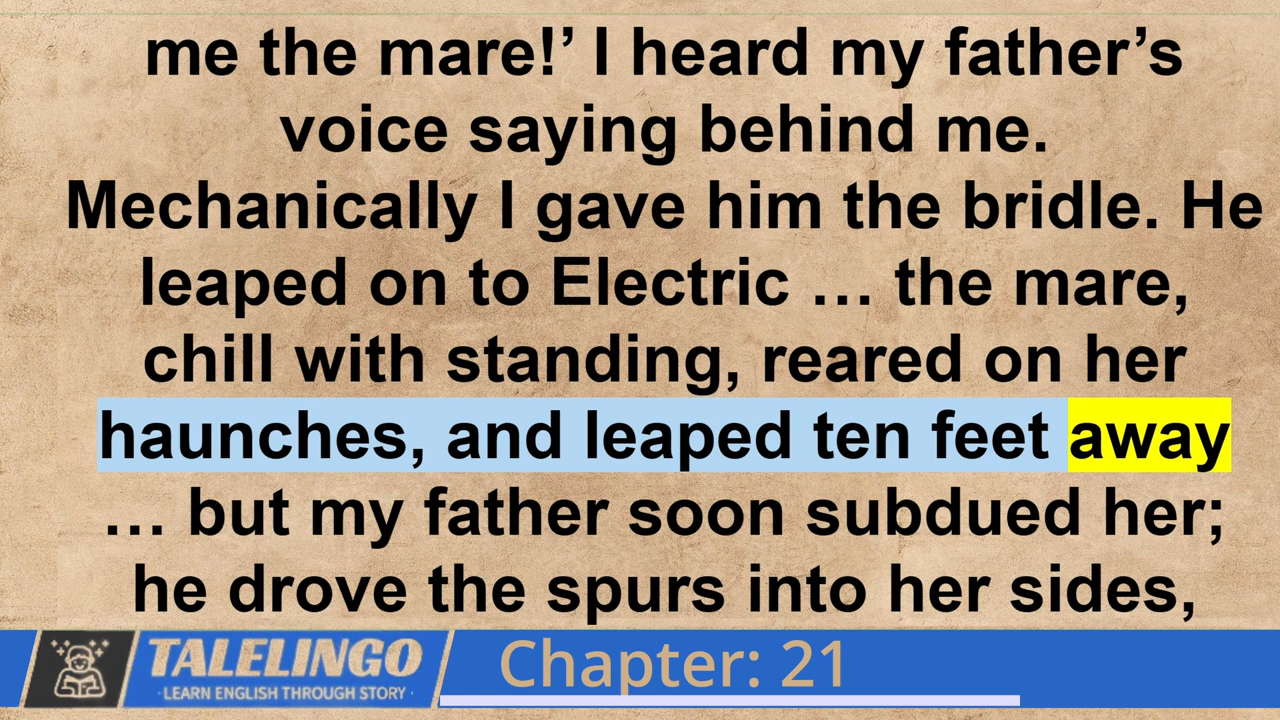 me the mare!’ I heard my father’s
voice saying behind me.
Mechanically I gave him the bridle. He
leaped on to Electric … the mare,
chill with standing, reared on her
haunches, and leaped ten feet away
… but my father soon subdued her;
he drove the spurs into her sides,
TALELINGO
· LEARN ENGLISH THROUGH STORY ·
Chapter: 21